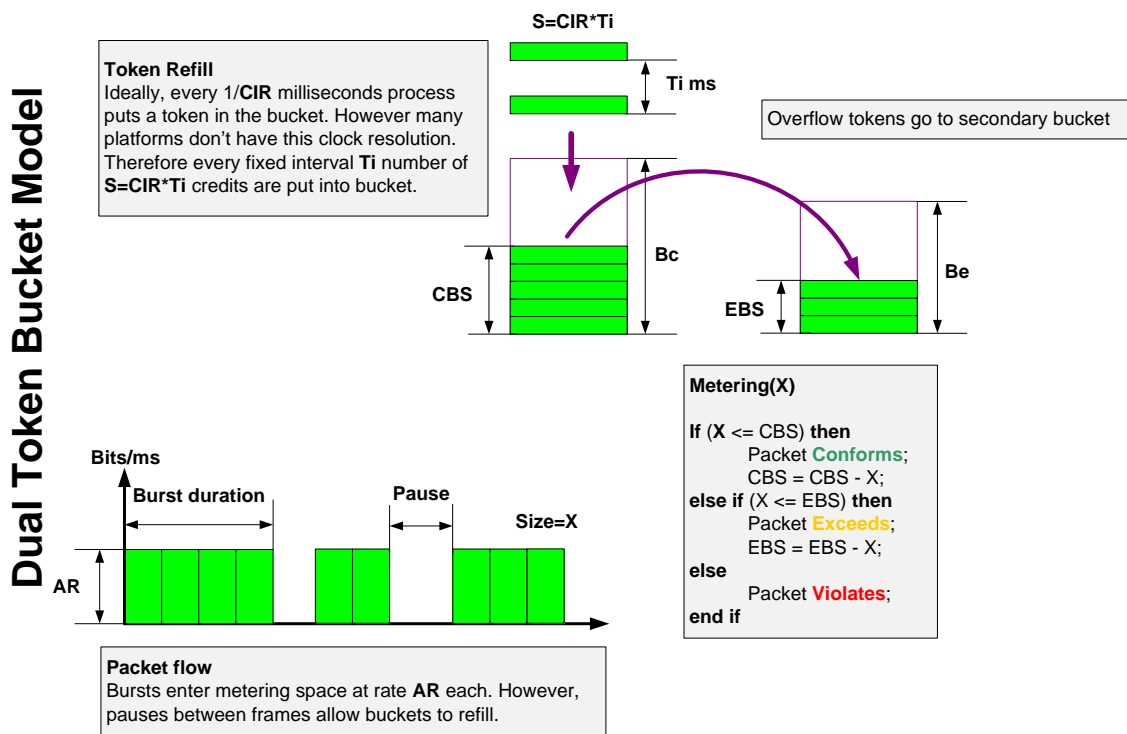 Dual Token Bucket Model
S=CIR*Ti
Token Refill
Ideally, every 1/CIR milliseconds process
puts a token in the bucket. However many
platforms don't have this clock resolution.
Therefore every fixed interval Ti number of
S=CIR*Ti credits are put into bucket.
Ti ms
Overflow tokens go to secondary bucket
Bc
CBS
Be
EBS
Metering(X)
If (X <= CBS) then
Packet Conforms;
CBS = CBS - X;
else if (X <= EBS) then
Packet Exceeds;
EBS = EBS - X;
else
Packet Violates;
end if
Bits/ms
Burst duration
Pause
Size=X
AR
Packet flow
Bursts enter metering space at rate AR each. However,
pauses between frames allow buckets to refill.